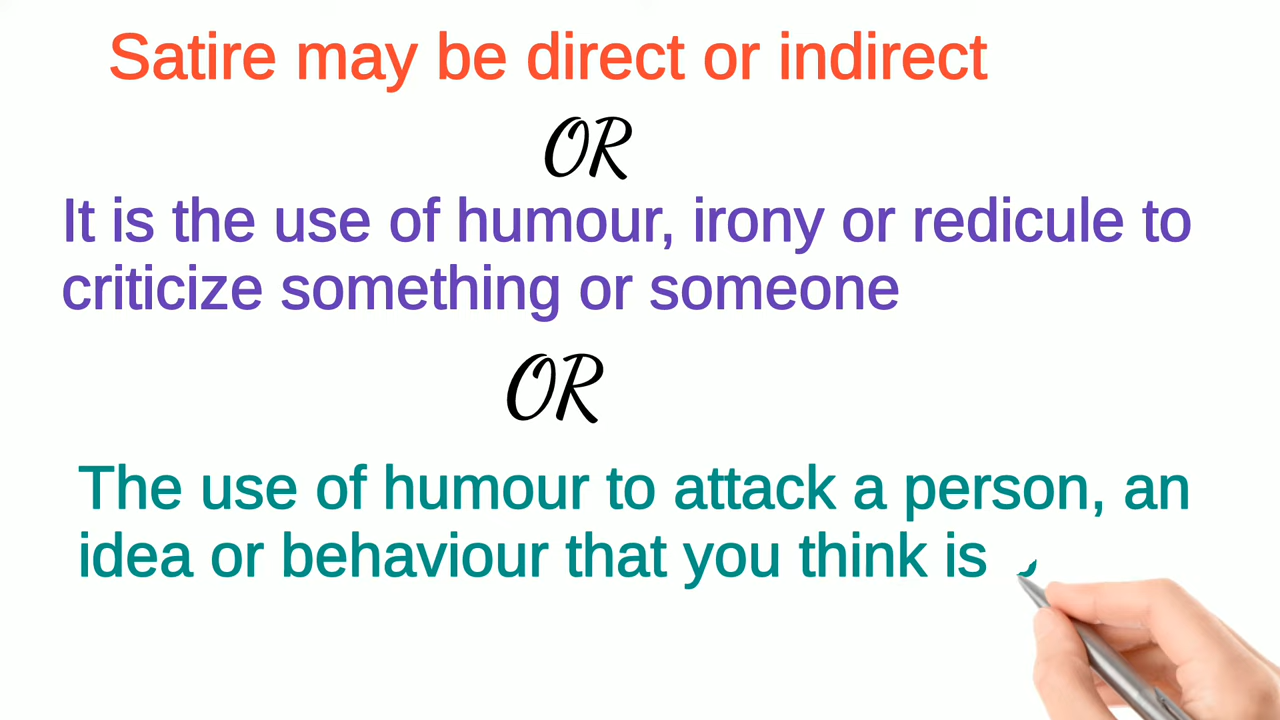 Satire may be direct or indirect
OR
It is the use of humour, irony or redicule to
criticize something or someone
OR
The use of humour to attack a person, an
idea or behaviour that you think is